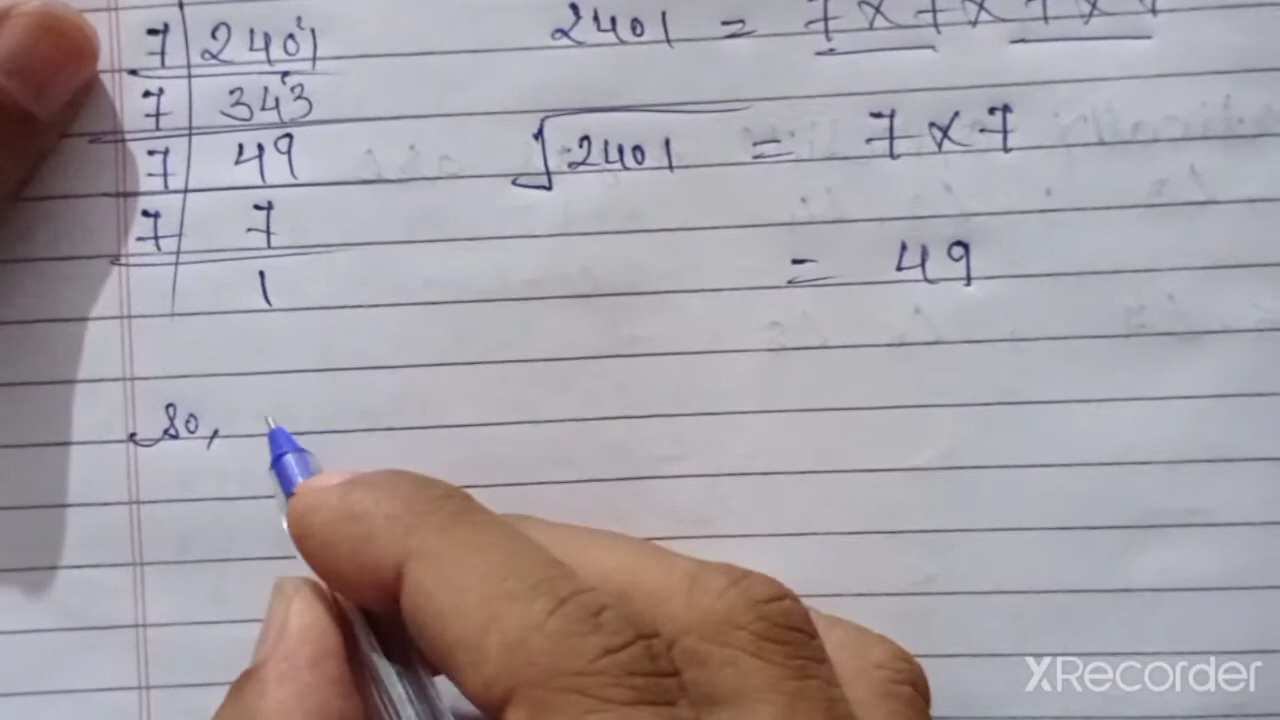 7 | 2401
7 | 343
7 | 49
7 | 7
1
2401 = 7 × 7 × 7 × 7
√2401 = 7 × 7
= 49
So,
XRecorder